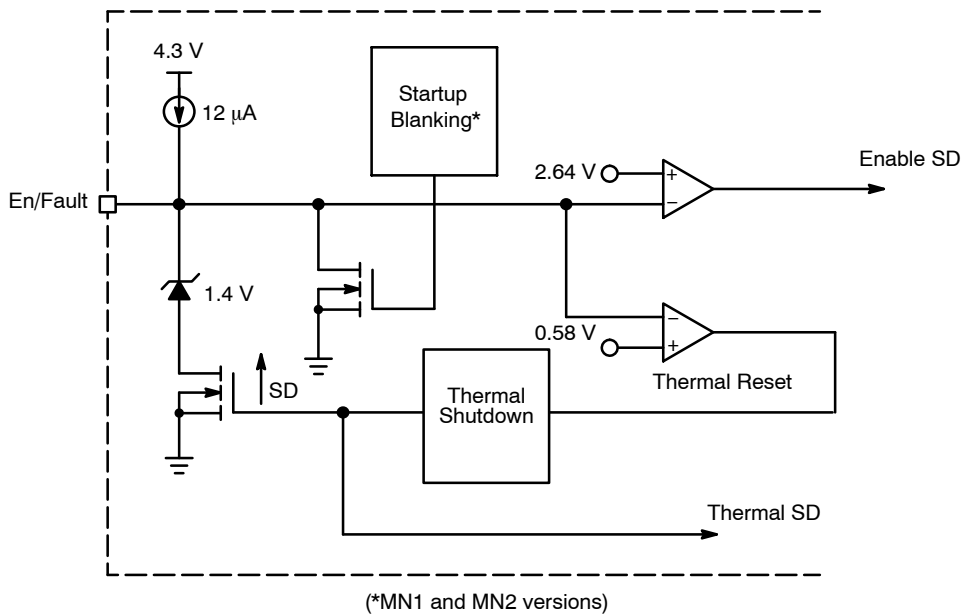 4.3 V
12 μA
Startup
Blanking*
2.64 V
+
−
Enable SD
En/Fault
1.4 V
0.58 V
−
+
Thermal Reset
SD
Thermal
Shutdown
Thermal SD
(*MN1 and MN2 versions)